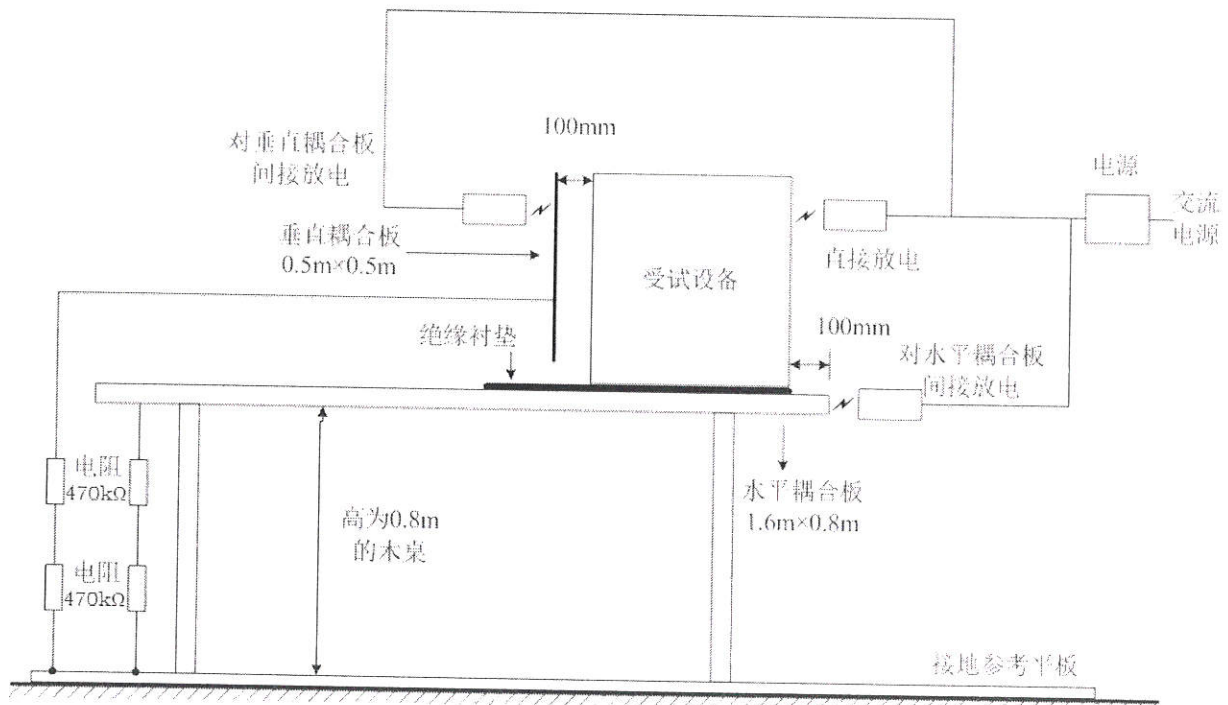 100mm
对垂直耦合板
间接放电
电源
交流
电源
垂直耦合板
0.5m×0.5m
直接放电
受试设备
100mm
绝缘衬垫
对水平耦合板
间接放电
电阻
470kΩ
水平耦合板
1.6m×0.8m
高为0.8m
的木桌
电阻
470kΩ
接地参考平板